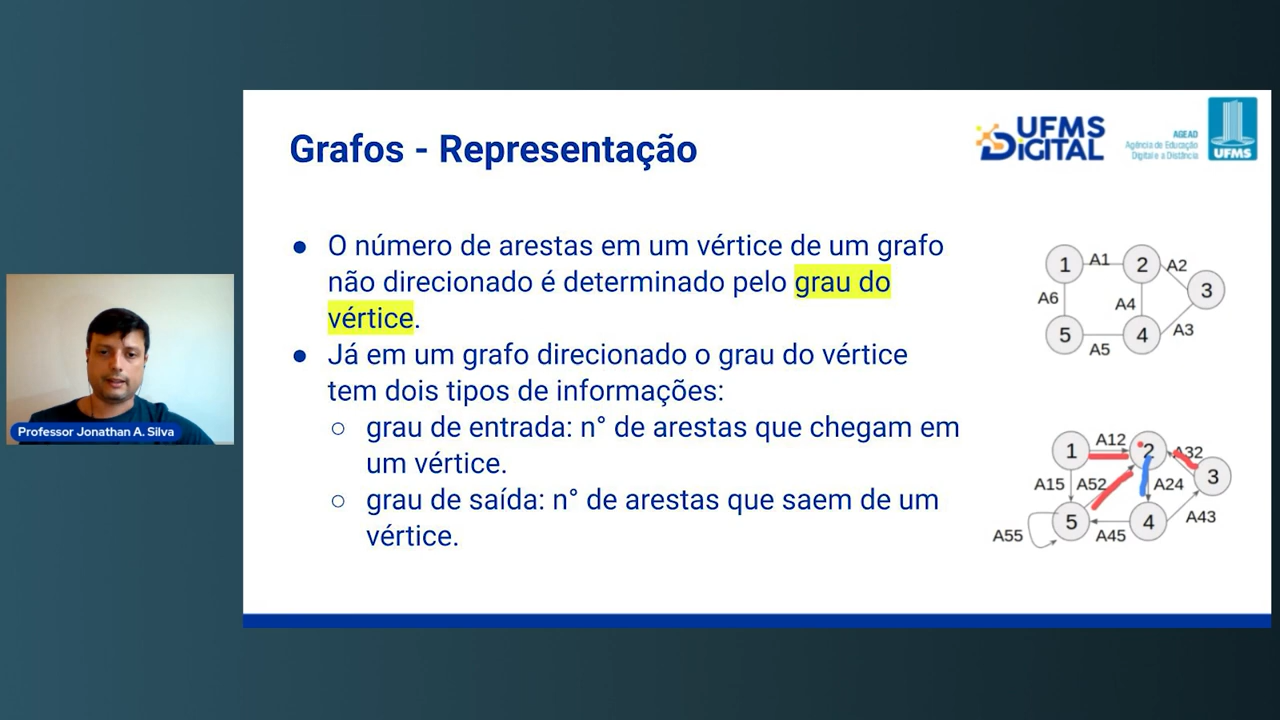 Grafos - Representação
UFMS
DIGITAL
AGEAD
Agência de Educação
Digital e a Distância
UFMS
● O número de arestas em um vértice de um grafo
não direcionado é determinado pelo grau do
vértice.
● Já em um grafo direcionado o grau do vértice
tem dois tipos de informações:
○ grau de entrada: n° de arestas que chegam em
um vértice.
○ grau de saída: n° de arestas que saem de um
vértice.
1 A1 2 A2
3
A6 A4
5 A5 4 A3
1 A12 2 A32
3
A15 A52 A24
5 A45 4 A43
A55
Professor Jonathan A. Silva